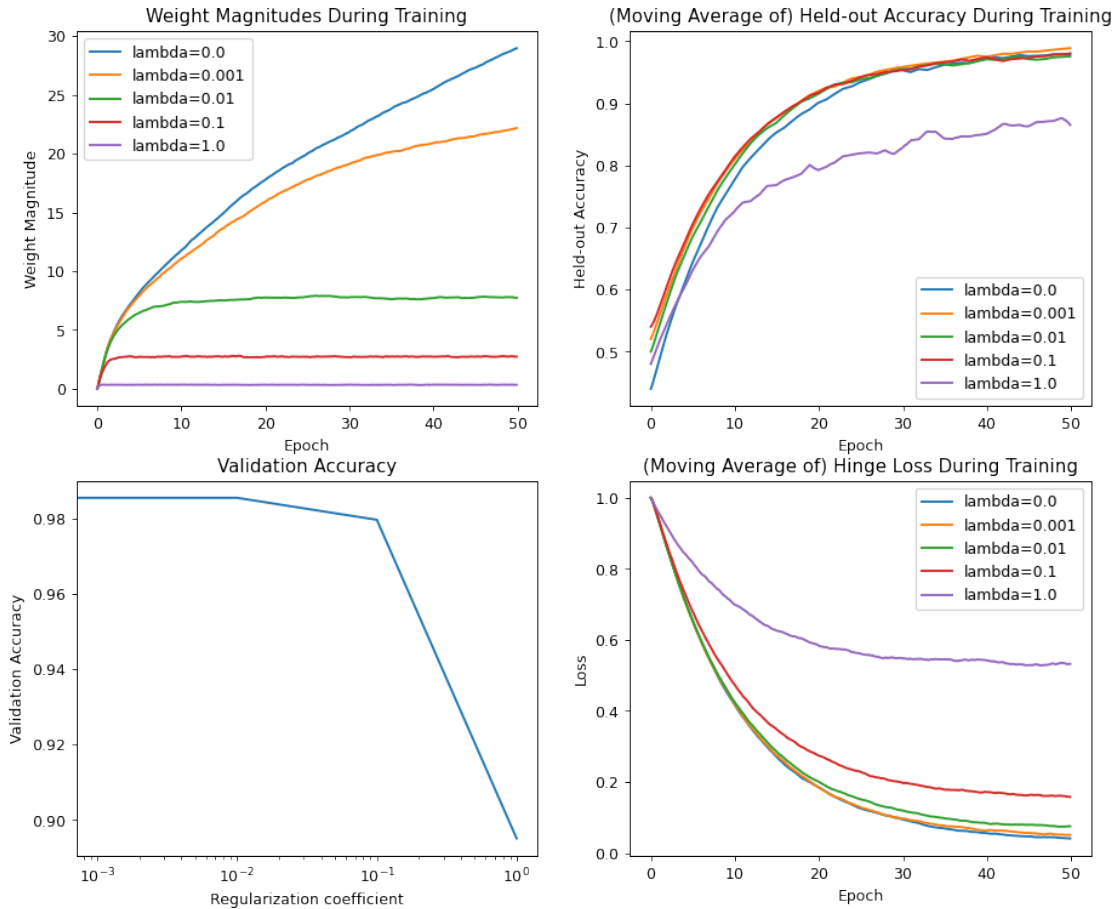 Weight Magnitudes During Training
30
25
20
15
10
5
0
Weight Magnitude
lambda=0.0
lambda=0.001
lambda=0.01
lambda=0.1
lambda=1.0
0 10 20 30 40 50
Epoch
(Moving Average of) Held-out Accuracy During Training
1.0
0.9
0.8
0.7
0.6
0.5
Held-out Accuracy
lambda=0.0
lambda=0.001
lambda=0.01
lambda=0.1
lambda=1.0
0 10 20 30 40 50
Epoch
Validation Accuracy
0.98
0.96
0.94
0.92
0.90
Validation Accuracy
10⁻³ 10⁻² 10⁻¹ 10⁰
Regularization coefficient
(Moving Average of) Hinge Loss During Training
1.0
0.8
0.6
0.4
0.2
0.0
Loss
lambda=0.0
lambda=0.001
lambda=0.01
lambda=0.1
lambda=1.0
0 10 20 30 40 50
Epoch